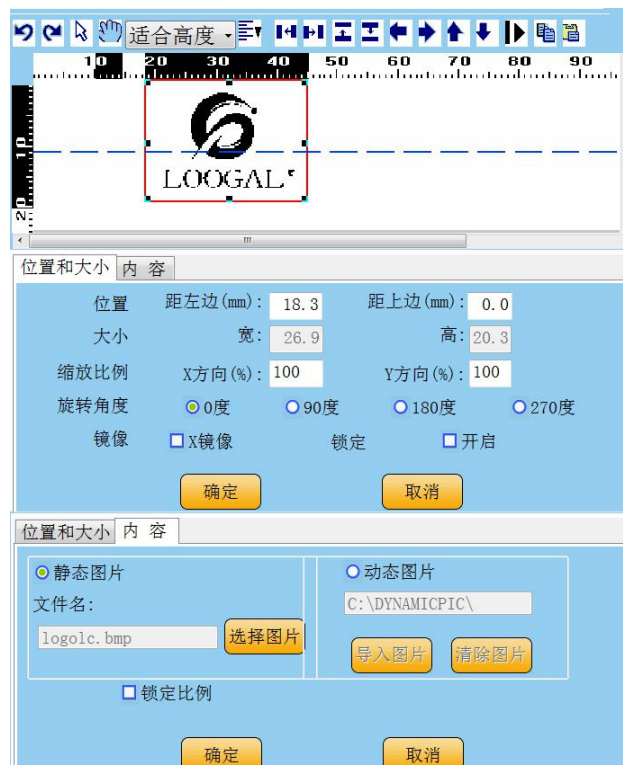 适合高度
10 20 30 40 50 60 70 80 90
10
20
LOOGAL
位置和大小 内 容
位置 距左边(mm): 18.3 距上边(mm): 0.0
大小 宽: 26.9 高: 20.3
缩放比例 X方向(%): 100 Y方向(%): 100
旋转角度 0度 90度 180度 270度
镜像 X镜像 锁定 开启
确定 取消
位置和大小 内 容
静态图片 动态图片
文件名: C:\DYNAMICPIC\
logolc.bmp 选择图片
导入图片 清除图片
锁定比例
确定 取消